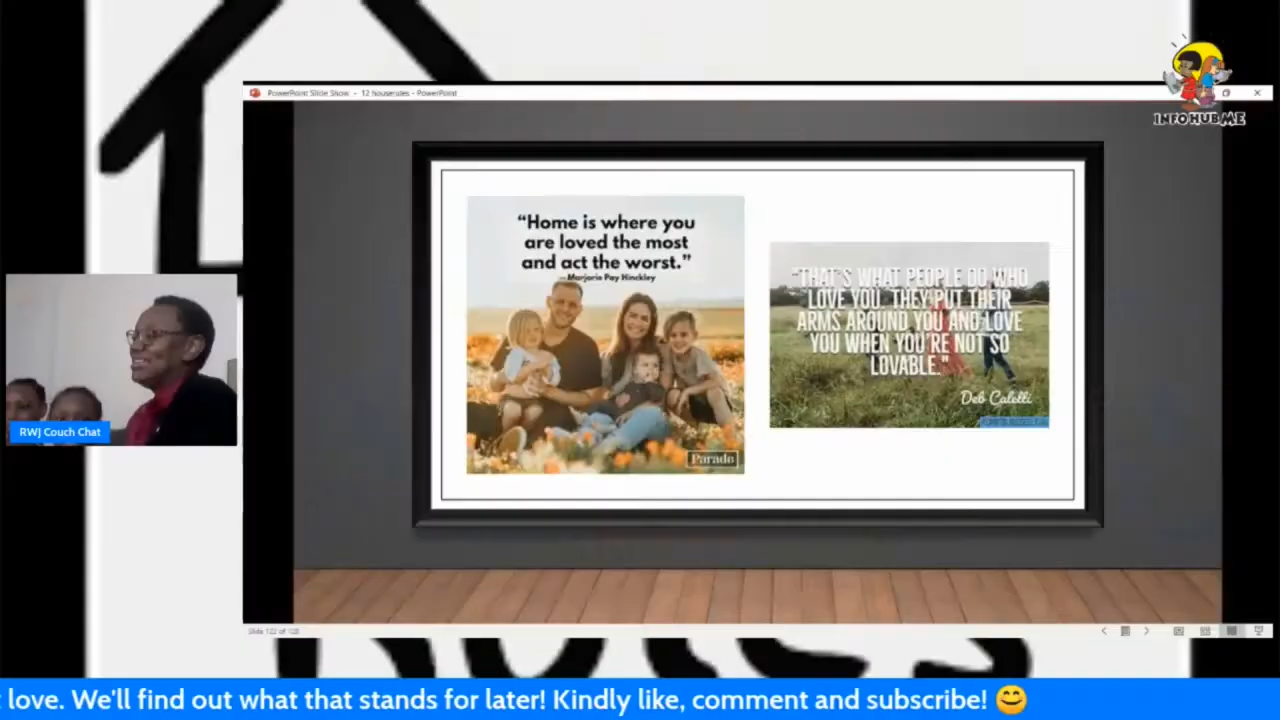 PowerPoint Slide Show - 12 houserules - PowerPoint
INFO HUB ME
“Home is where you
are loved the most
and act the worst.”
—Marjorie Pay Hinckley
Parade
"THAT'S WHAT PEOPLE DO WHO
LOVE YOU. THEY PUT THEIR
ARMS AROUND YOU AND LOVE
YOU WHEN YOU'RE NOT SO
LOVABLE."
Deb Caletti
RWJ Couch Chat
love. We'll find out what that stands for later! Kindly like, comment and subscribe! 😊